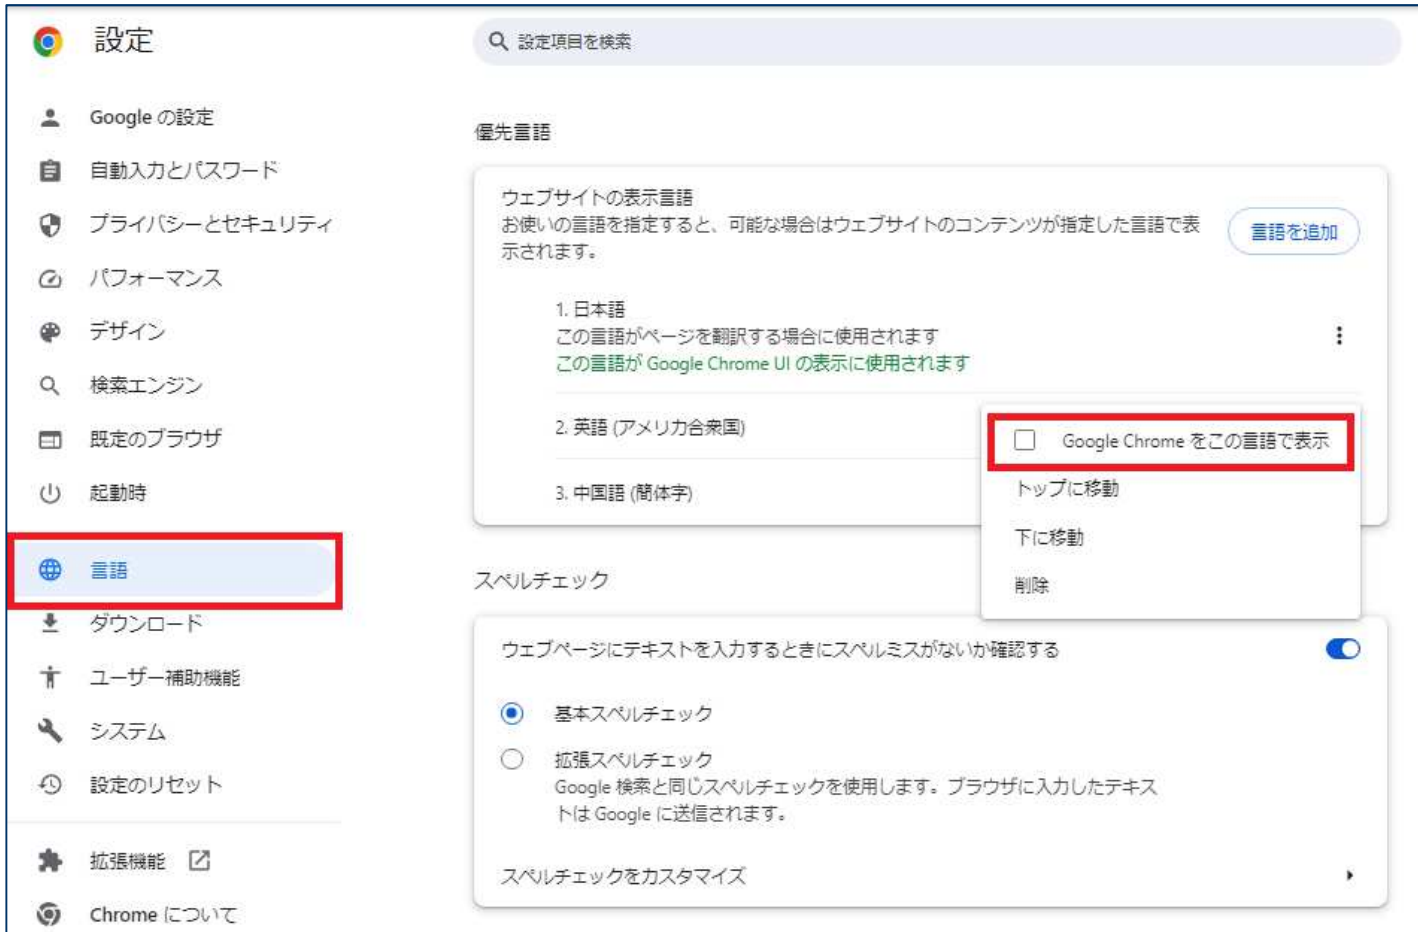 設定
設定項目を検索
Google の設定
自動入力とパスワード
プライバシーとセキュリティ
パフォーマンス
デザイン
検索エンジン
既定のブラウザ
起動時
言語
ダウンロード
ユーザー補助機能
システム
設定のリセット
拡張機能
Chrome について
優先言語
ウェブサイトの表示言語
お使いの言語を指定すると、可能な場合はウェブサイトのコンテンツが指定した言語で表
示されます。
言語を追加
1. 日本語
この言語がページを翻訳する場合に使用されます
この言語が Google Chrome UI の表示に使用されます
2. 英語 (アメリカ合衆国)
3. 中国語 (簡体字)
Google Chrome をこの言語で表示
トップに移動
下に移動
削除
スペルチェック
ウェブページにテキストを入力するときにスペルミスがないか確認する
基本スペルチェック
拡張スペルチェック
Google 検索と同じスペルチェックを使用します。ブラウザに入力したテキス
トは Google に送信されます。
スペルチェックをカスタマイズ